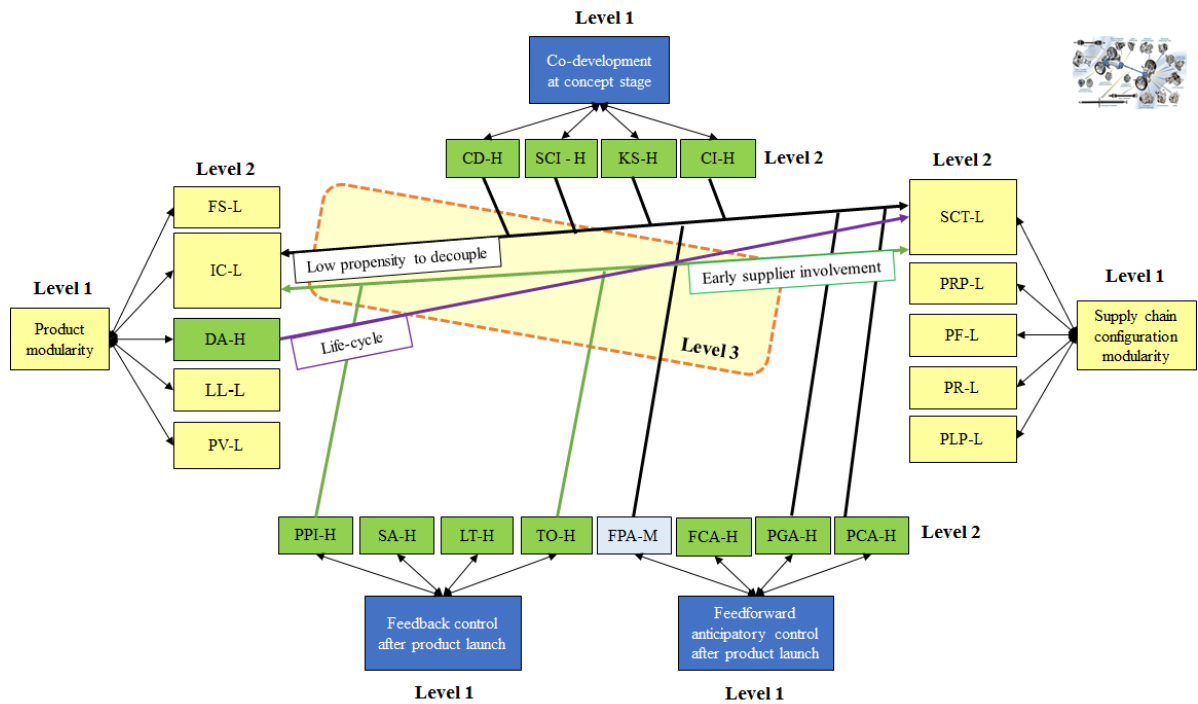 Level 1
Co-development
at concept stage
CD-H
SCI - H
KS-H
CI-H
Level 2
Level 2
FS-L
IC-L
DA-H
LL-L
PV-L
Level 1
Product
modularity
Low propensity to decouple
Life-cycle
Early supplier involvement
Level 3
Level 2
SCT-L
PRP-L
PF-L
PR-L
PLP-L
Level 1
Supply chain
configuration
modularity
PPI-H
SA-H
LT-H
TO-H
FPA-M
FCA-H
PGA-H
PCA-H
Level 2
Feedback control
after product launch
Feedforward
anticipatory control
after product launch
Level 1
Level 1